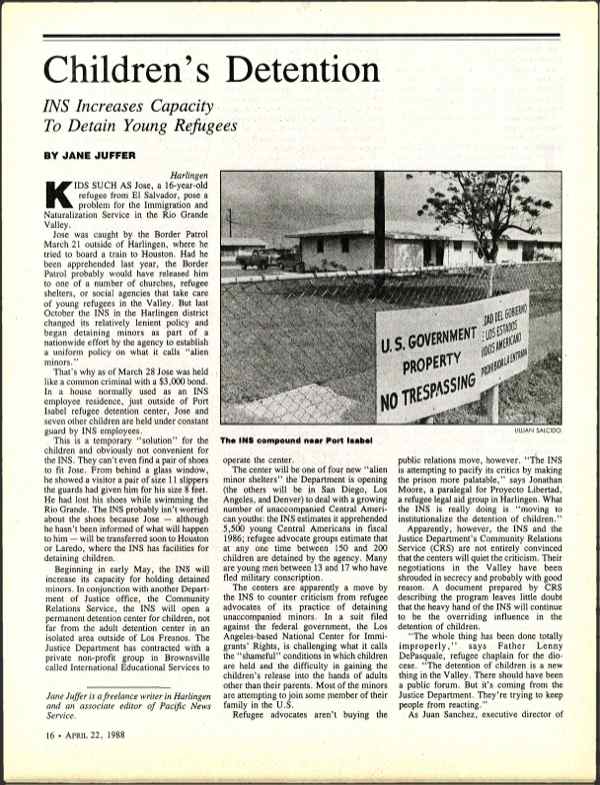 Children's Detention
INS Increases Capacity
To Detain Young Refugees
BY JANE JUFFER
Harlingen
KIDS SUCH AS Jose, a 16-year-old
refugee from El Salvador, pose a
problem for the Immigration and
Naturalization Service in the Rio Grande
Valley.
Jose was caught by the Border Patrol
March 21 outside of Harlingen, where he
tried to board a train to Houston. Had he
been apprehended last year, the Border
Patrol probably would have released him
to one of a number of churches, refugee
shelters, or social agencies that take care
of young refugees in the Valley. But last
October the INS in the Harlingen district
changed its relatively lenient policy and
began detaining minors as part of a
nationwide effort by the agency to establish
a uniform policy on what it calls "alien
minors."
That's why as of March 28 Jose was held
like a common criminal with a $3,000 bond.
In a house normally used as an INS
employee residence, just outside of Port
Isabel refugee detention center, Jose and
seven other children are held under constant
guard by INS employees.
This is a temporary "solution" for the
children and obviously not convenient for
the INS. They can't even find a pair of shoes
to fit Jose. From behind a glass window,
he showed a visitor a pair of size 11 slippers
the guards had given him for his size 8 feet.
He had lost his shoes while swimming the
Rio Grande. The INS probably isn't worried
about the shoes because Jose — although
he hasn't been informed of what will happen
to him — will be transferred soon to Houston
or Laredo, where the INS has facilities for
detaining children.
Beginning in early May, the INS will
increase its capacity for holding detained
minors. In conjunction with another Depart-
ment of Justice office, the Community
Relations Service, the INS will open a
permanent detention center for children, not
far from the adult detention center in an
isolated area outside of Los Fresnos. The
Justice Department has contracted with a
private non-profit group in Brownsville
called International Educational Services to
Jane Juffer is a freelance writer in Harlingen
and an associate editor of Pacific News
Service.
U.S. GOVERNMENT
PROPERTY
NO TRESPASSING
DAD DEL GOBIERNO
LOS ESTADOS
IDOS AMERICANO
PROHIBIDA LA ENTRADA
LILIAN SALCIDO
The INS compound near Port Isabel
operate the center.
The center will be one of four new "alien
minor shelters" the Department is opening
(the others will be in San Diego, Los
Angeles, and Denver) to deal with a growing
number of unaccompanied Central Ameri-
can youths: the INS estimates it apprehended
5,500 young Central Americans in fiscal
1986; refugee advocate groups estimate that
at any one time between 150 and 200
children are detained by the agency. Many
are young men between 13 and 17 who have
fled military conscription.
The centers are apparently a move by
the INS to counter criticism from refugee
advocates of its practice of detaining
unaccompanied minors. In a suit filed
against the federal government, the Los
Angeles-based National Center for Immi-
grants' Rights, is challenging what it calls
the "shameful" conditions in which children
are held and the difficulty in gaining the
children's release into the hands of adults
other than their parents. Most of the minors
are attempting to join some member of their
family in the U.S.
Refugee advocates aren't buying the
public relations move, however. "The INS
is attempting to pacify its critics by making
the prison more palatable," says Jonathan
Moore, a paralegal for Proyecto Libertad,
a refugee legal aid group in Harlingen. What
the INS is really doing is "moving to
institutionalize the detention of children."
Apparently, however, the INS and the
Justice Department's Community Relations
Service (CRS) are not entirely convinced
that the centers will quiet the criticism. Their
negotiations in the Valley have been
shrouded in secrecy and probably with good
reason. A document prepared by CRS
describing the program leaves little doubt
that the heavy hand of the INS will continue
to be the overriding influence in the
detention of children.
"The whole thing has been done totally
improperly," says Father Lenny
DePasquale, refugee chaplain for the dio-
cese. "The detention of children is a new
thing in the Valley. There should have been
a public forum. But it's coming from the
Justice Department. They're trying to keep
people from reacting."
As Juan Sanchez, executive director of
16 • APRIL 22, 1988